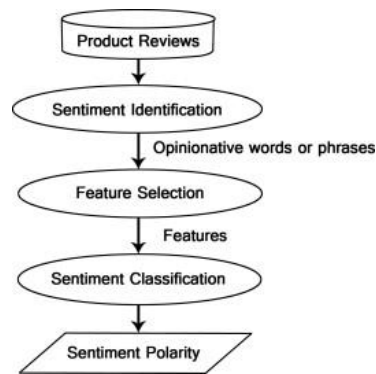 Product Reviews
Sentiment Identification
Opinionative words or phrases
Feature Selection
Features
Sentiment Classification
Sentiment Polarity